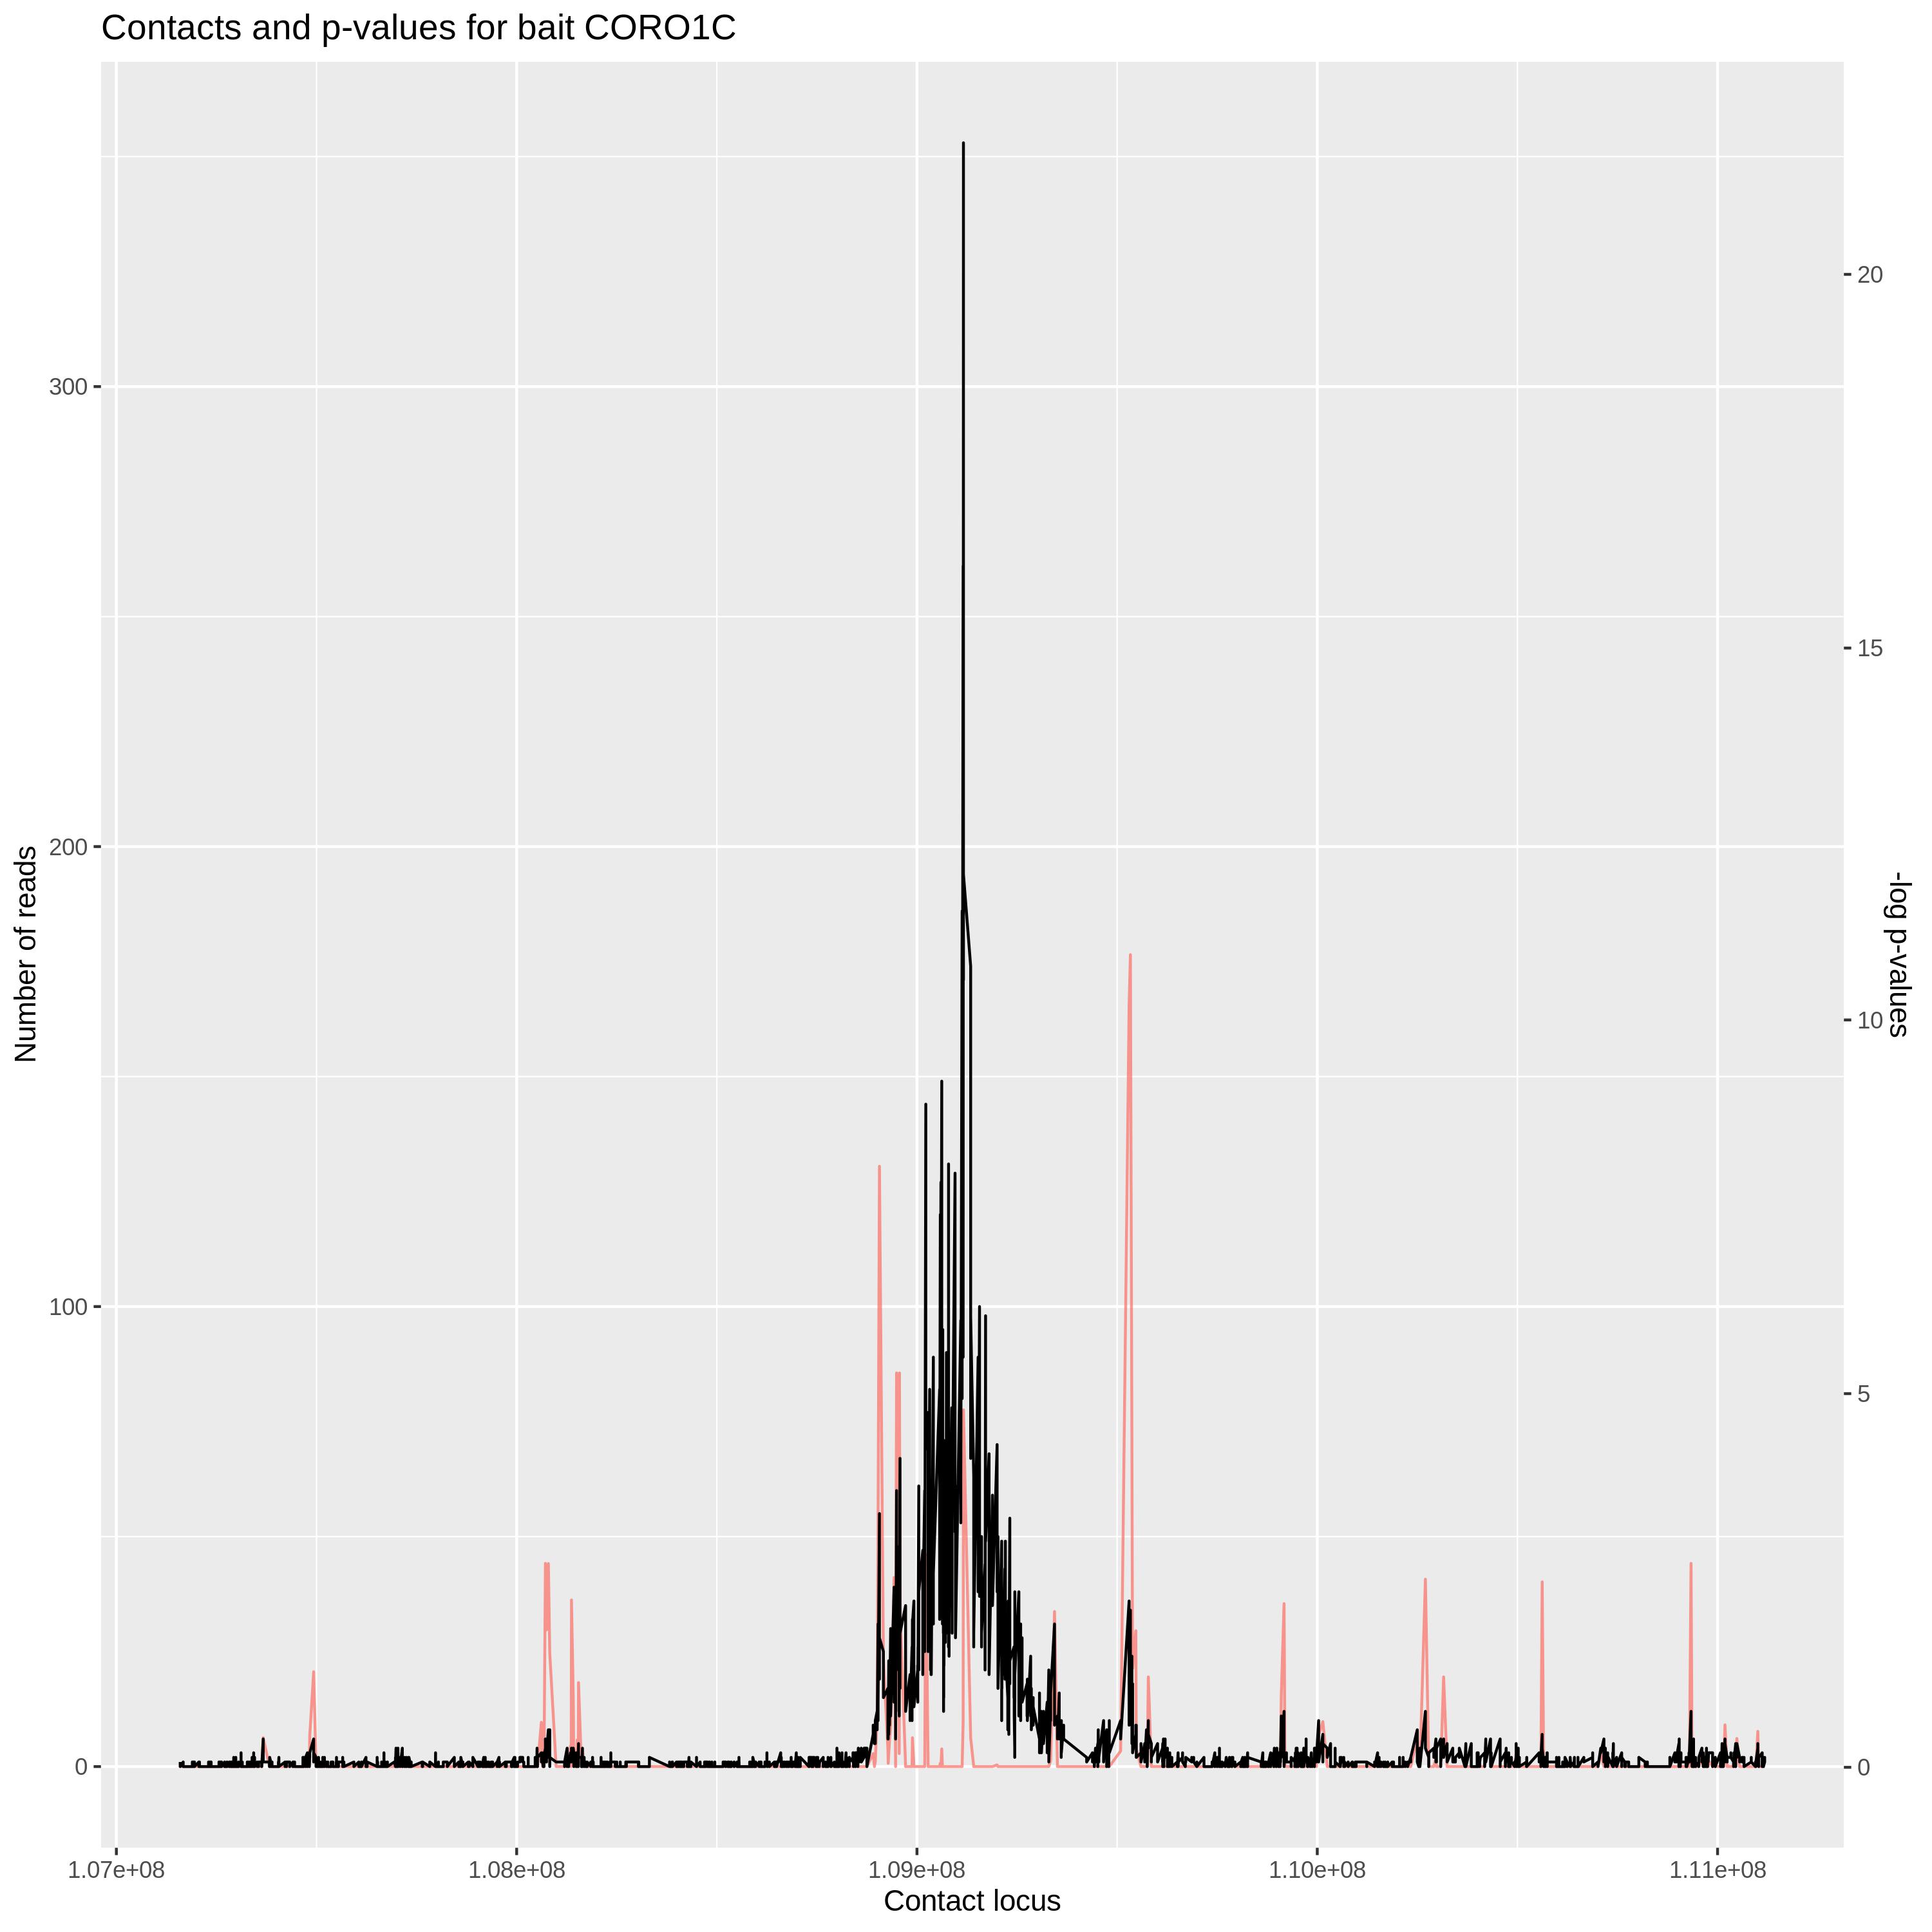 Contacts and p-values for bait CORO1C
Number of reads
300
200
100
0
20
15
10
5
0
-log p-values
1.07e+08
1.08e+08
1.09e+08
1.10e+08
1.11e+08
Contact locus